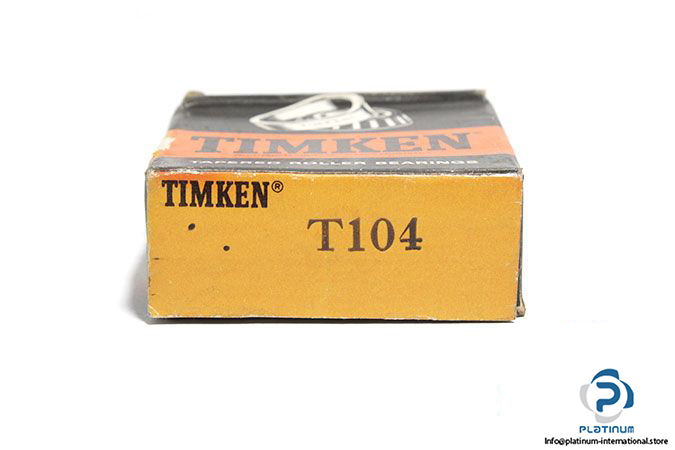 TIMKEN
TAPERED ROLLER BEARINGS
TIMKEN®
T104
PLATINUM
Info@platinum-international.store